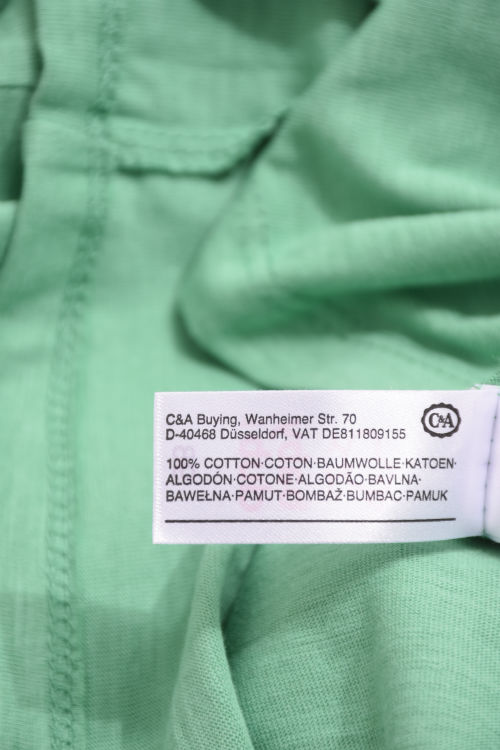 C&A Buying, Wanheimer Str. 70
D-40468 Düsseldorf, VAT DE811809155
C&A
100% COTTON·COTON·BAUMWOLLE·KATOEN·
ALGODÓN·COTONE·ALGODÃO·BAVLNA·
BAWEŁNA·PAMUT·BOMBAŽ·BUMBAC·PAMUK